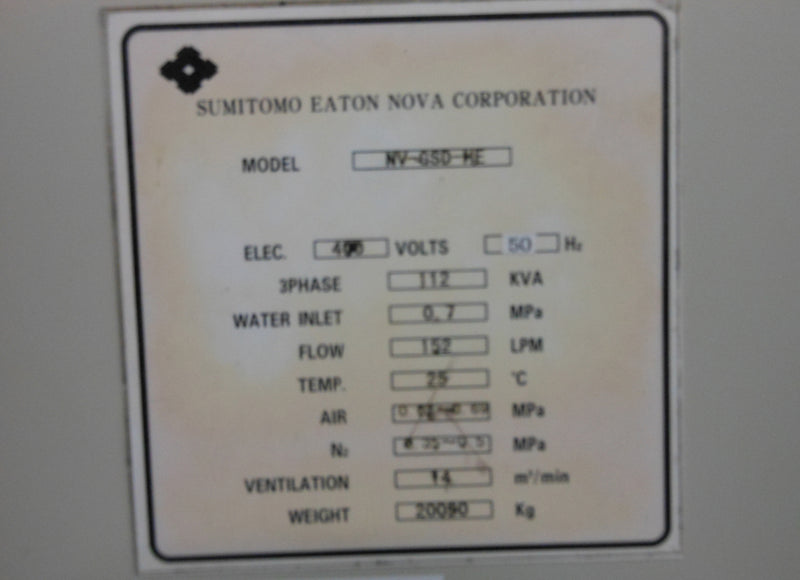 SUMITOMO EATON NOVA CORPORATION
MODEL NV-GSD-HE
ELEC. VOLTS 50 Hz
3PHASE 112 KVA
WATER INLET 0.7 MPa
FLOW 152 LPM
TEMP. 25 °C
AIR MPa
N₂ MPa
VENTILATION 14 m³/min
WEIGHT Kg